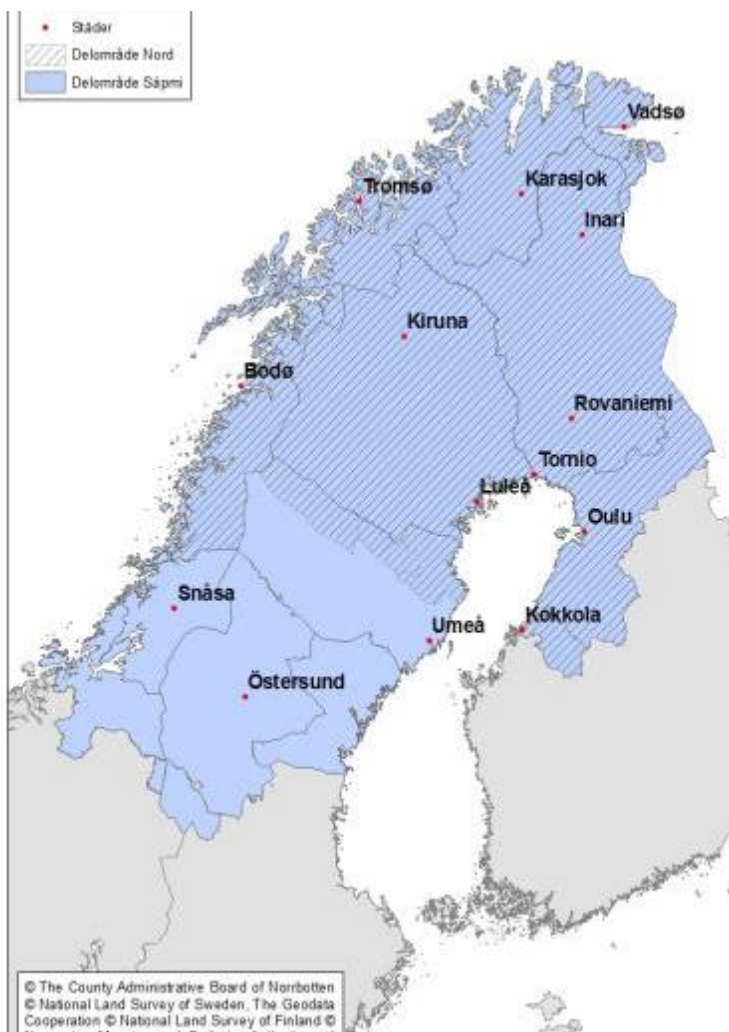 Städer
Delområde Nord
Delområde Sápmi
Vadsø
Karasjok
Tromsø
Inari
Kiruna
Bodø
Rovaniemi
Tornio
Luleå
Oulu
Snåsa
Kokkola
Umeå
Östersund
© The County Administrative Board of Norrbotten
© National Land Survey of Sweden, The Geodata
Cooperation © National Land Survey of Finland ©